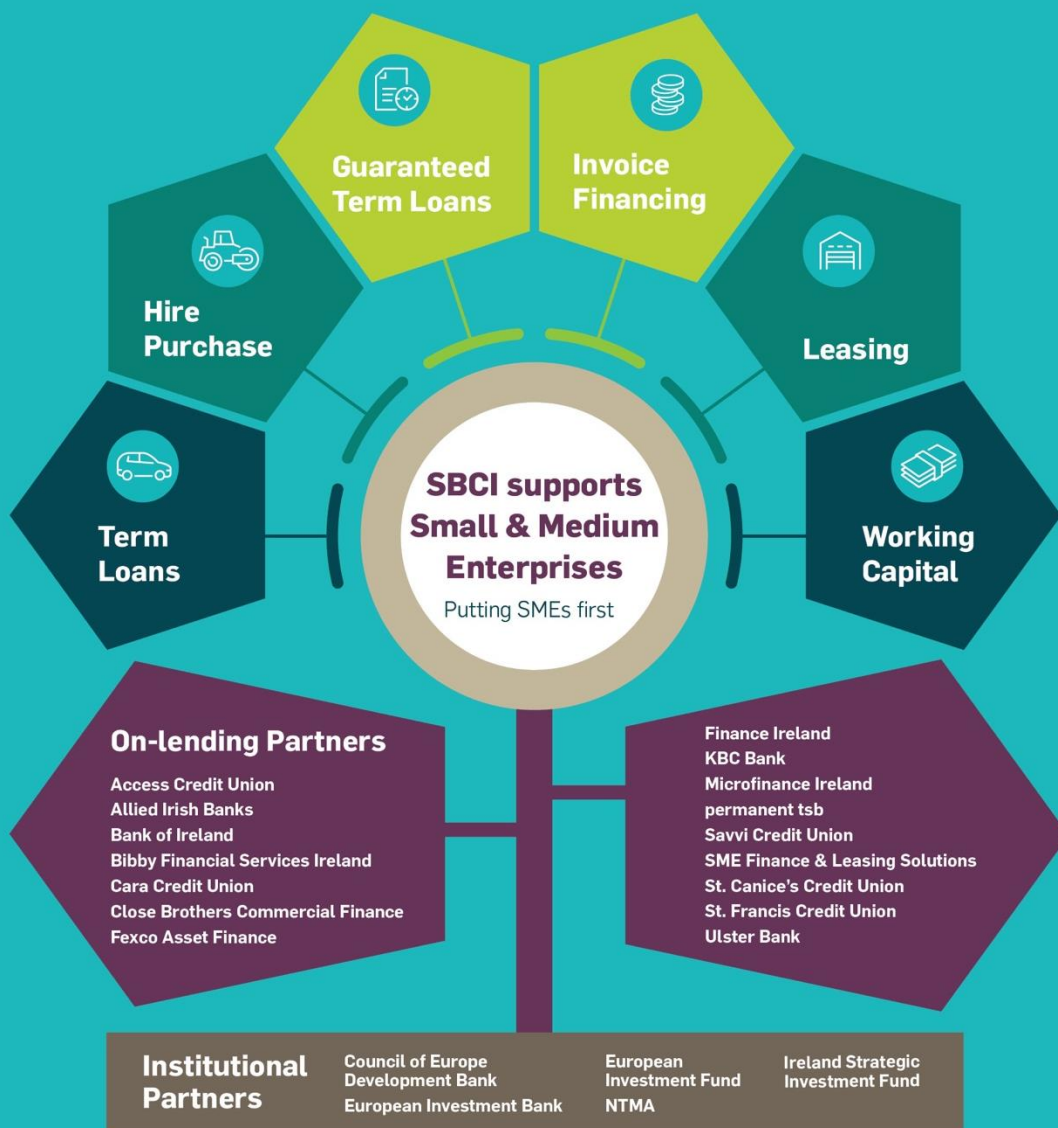 Guaranteed
Term Loans
Invoice
Financing
Hire
Purchase
Leasing
Term
Loans
SBCI supports
Small & Medium
Enterprises
Putting SMEs first
Working
Capital
On-lending Partners
Access Credit Union
Allied Irish Banks
Bank of Ireland
Bibby Financial Services Ireland
Cara Credit Union
Close Brothers Commercial Finance
Fexco Asset Finance
Finance Ireland
KBC Bank
Microfinance Ireland
permanent tsb
Savvi Credit Union
SME Finance & Leasing Solutions
St. Canice's Credit Union
St. Francis Credit Union
Ulster Bank
Institutional
Partners
Council of Europe
Development Bank
European Investment Bank
European
Investment Fund
NTMA
Ireland Strategic
Investment Fund